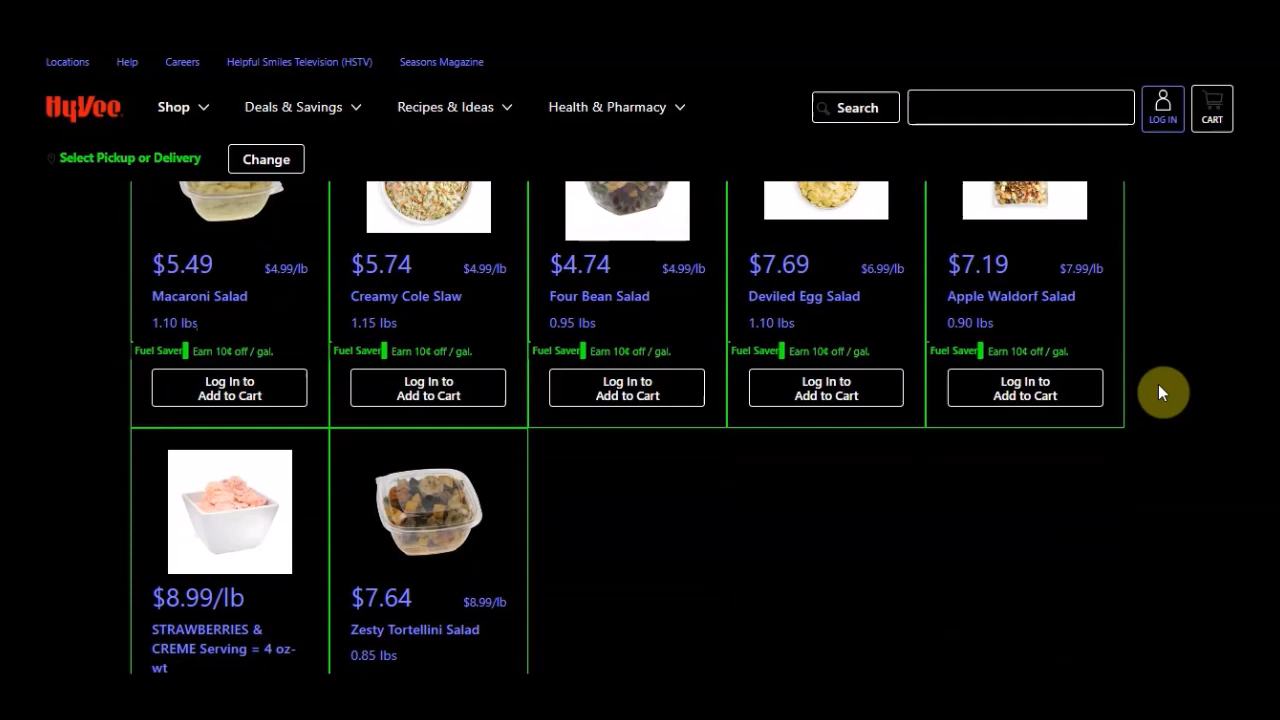 Locations Help Careers Helpful Smiles Television (HSTV) Seasons Magazine
HyVee Shop Deals & Savings Recipes & Ideas Health & Pharmacy Search LOG IN CART
Select Pickup or Delivery Change
$5.49 $4.99/lb $5.74 $4.99/lb $4.74 $4.99/lb $7.69 $6.99/lb $7.19 $7.99/lb
Macaroni Salad Creamy Cole Slaw Four Bean Salad Deviled Egg Salad Apple Waldorf Salad
1.10 lbs 1.15 lbs 0.95 lbs 1.10 lbs 0.90 lbs
Fuel Saver Earn 10¢ off / gal. Fuel Saver Earn 10¢ off / gal. Fuel Saver Earn 10¢ off / gal. Fuel Saver Earn 10¢ off / gal. Fuel Saver Earn 10¢ off / gal.
Log In to Log In to Log In to Log In to Log In to
Add to Cart Add to Cart Add to Cart Add to Cart Add to Cart
$8.99/lb $7.64 $8.99/lb
STRAWBERRIES & Zesty Tortellini Salad
CREME Serving = 4 oz- 0.85 lbs
wt